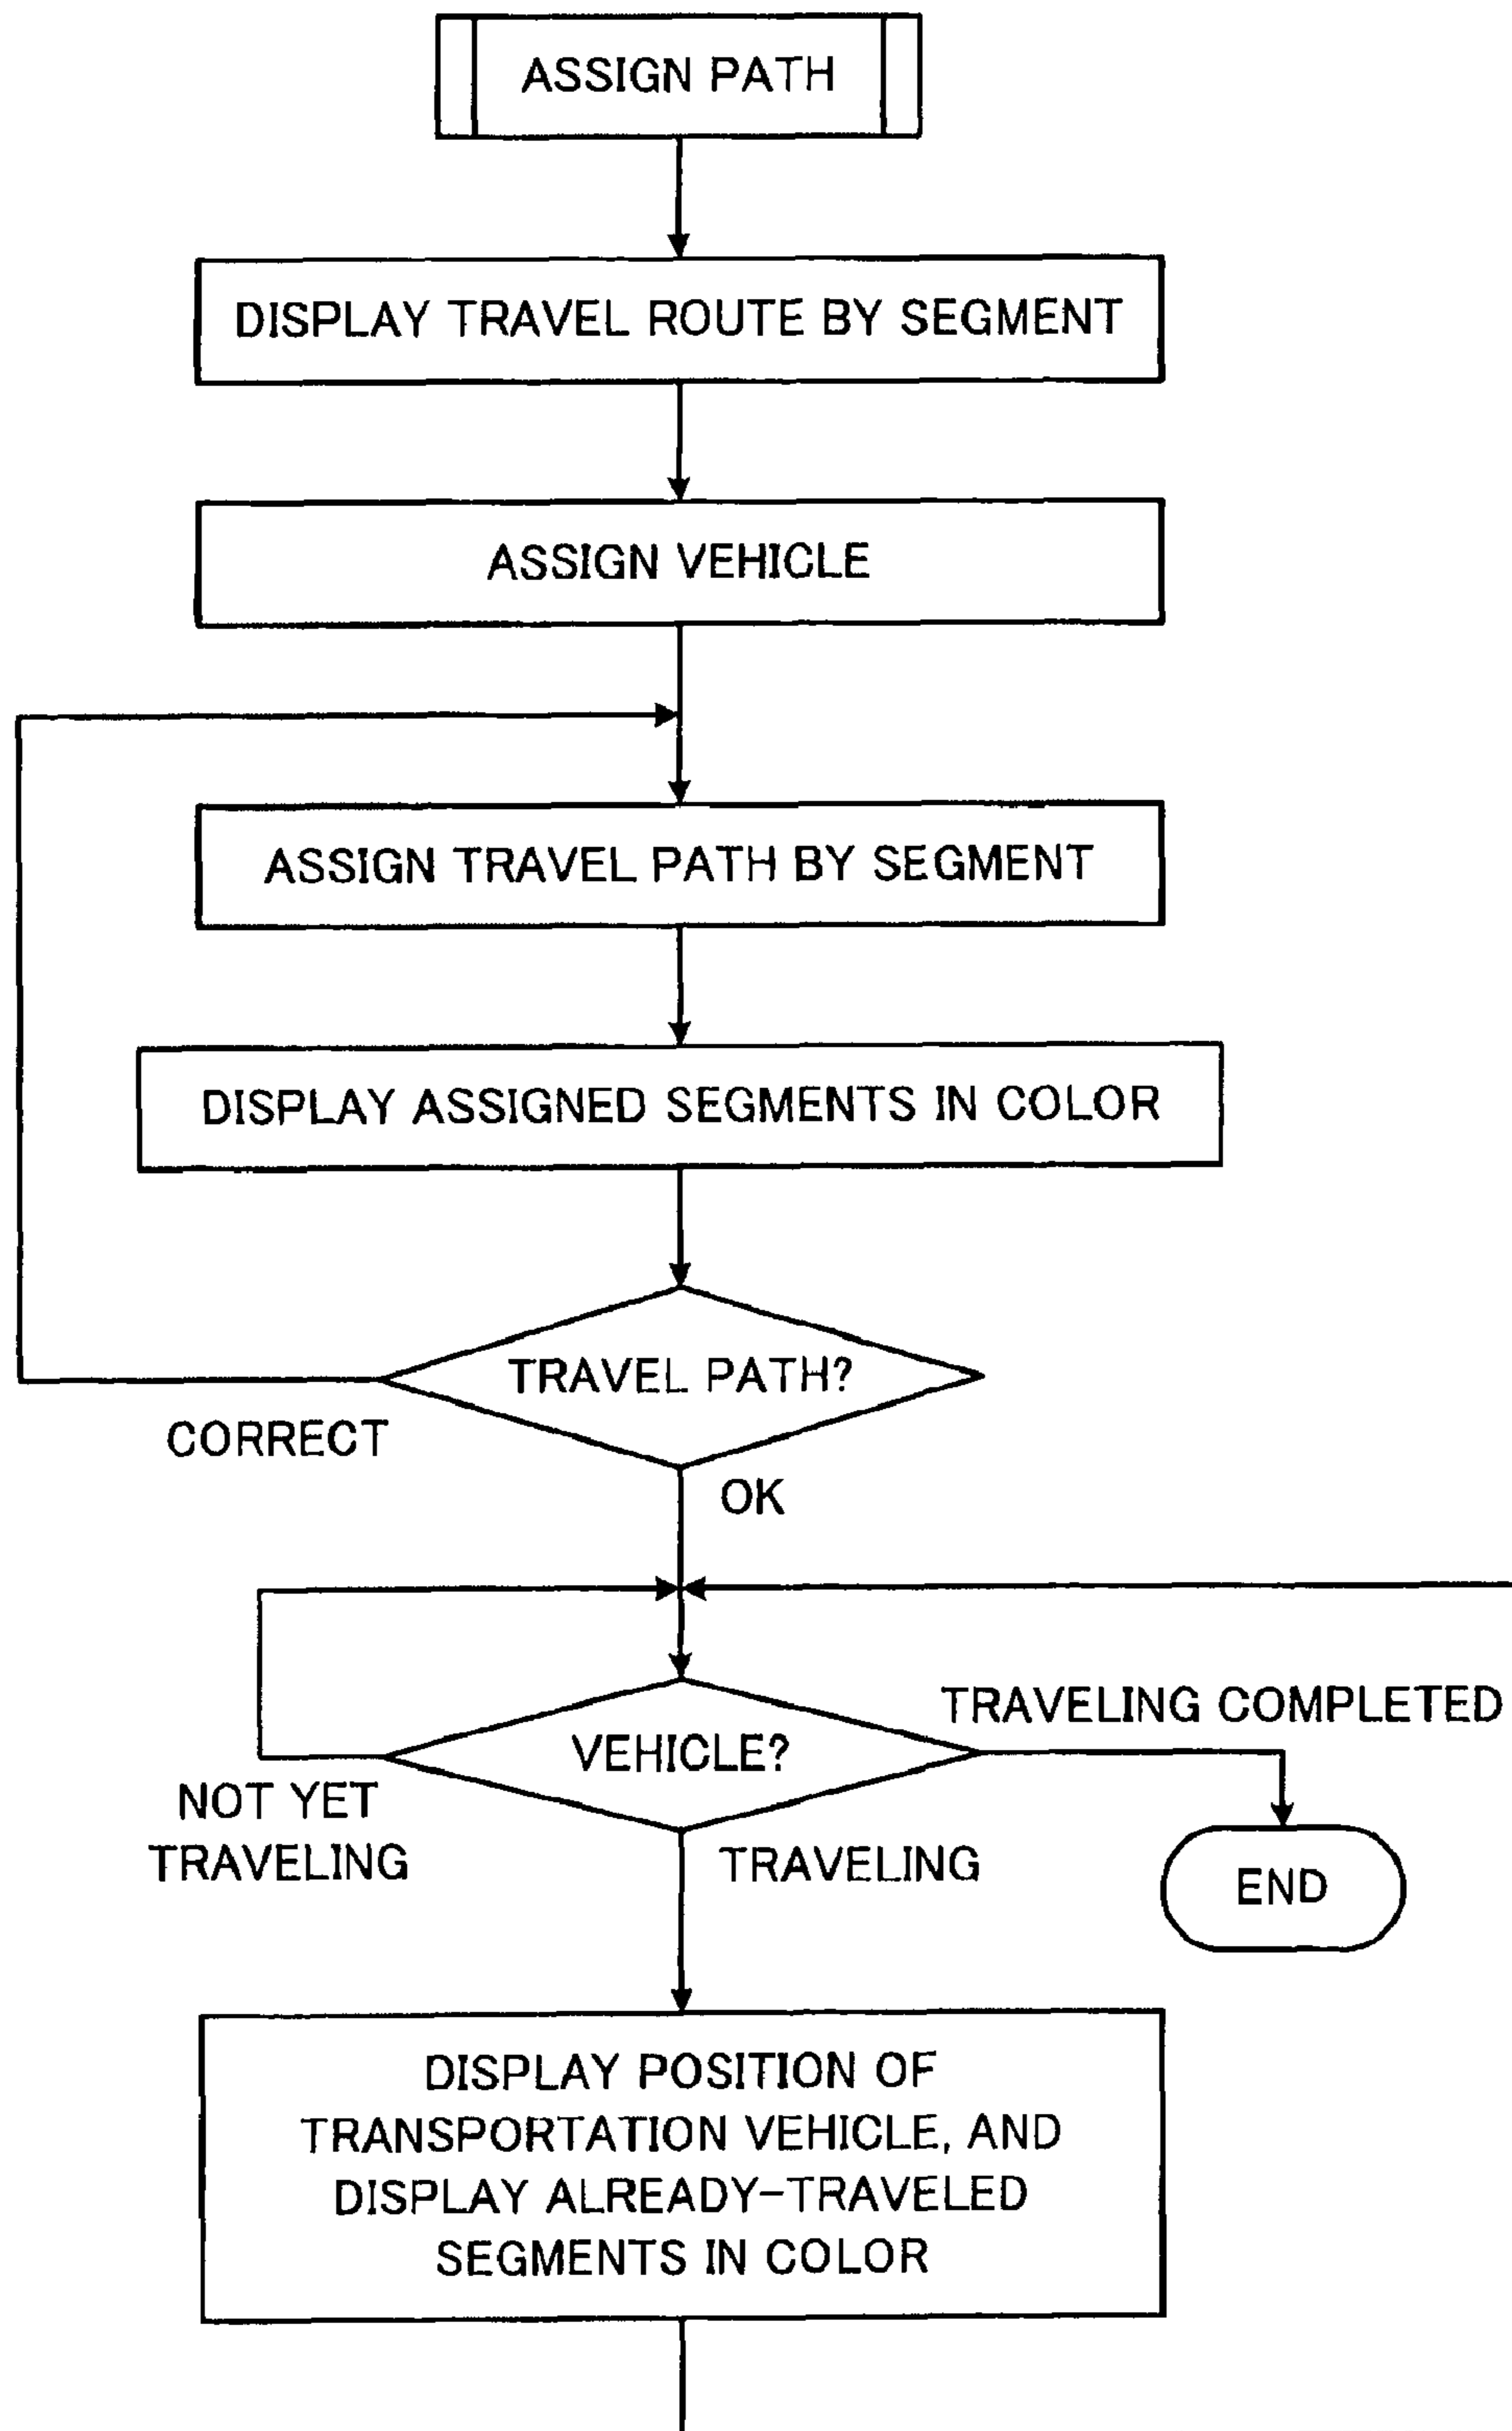 ASSIGN PATH
DISPLAY TRAVEL ROUTE BY SEGMENT
ASSIGN VEHICLE
ASSIGN TRAVEL PATH BY SEGMENT
DISPLAY ASSIGNED SEGMENTS IN COLOR
TRAVEL PATH?
CORRECT
OK
TRAVELING COMPLETED
VEHICLE?
NOT YET
TRAVELING
TRAVELING
END
DISPLAY POSITION OF
TRANSPORTATION VEHICLE, AND
DISPLAY ALREADY-TRAVELED
SEGMENTS IN COLOR